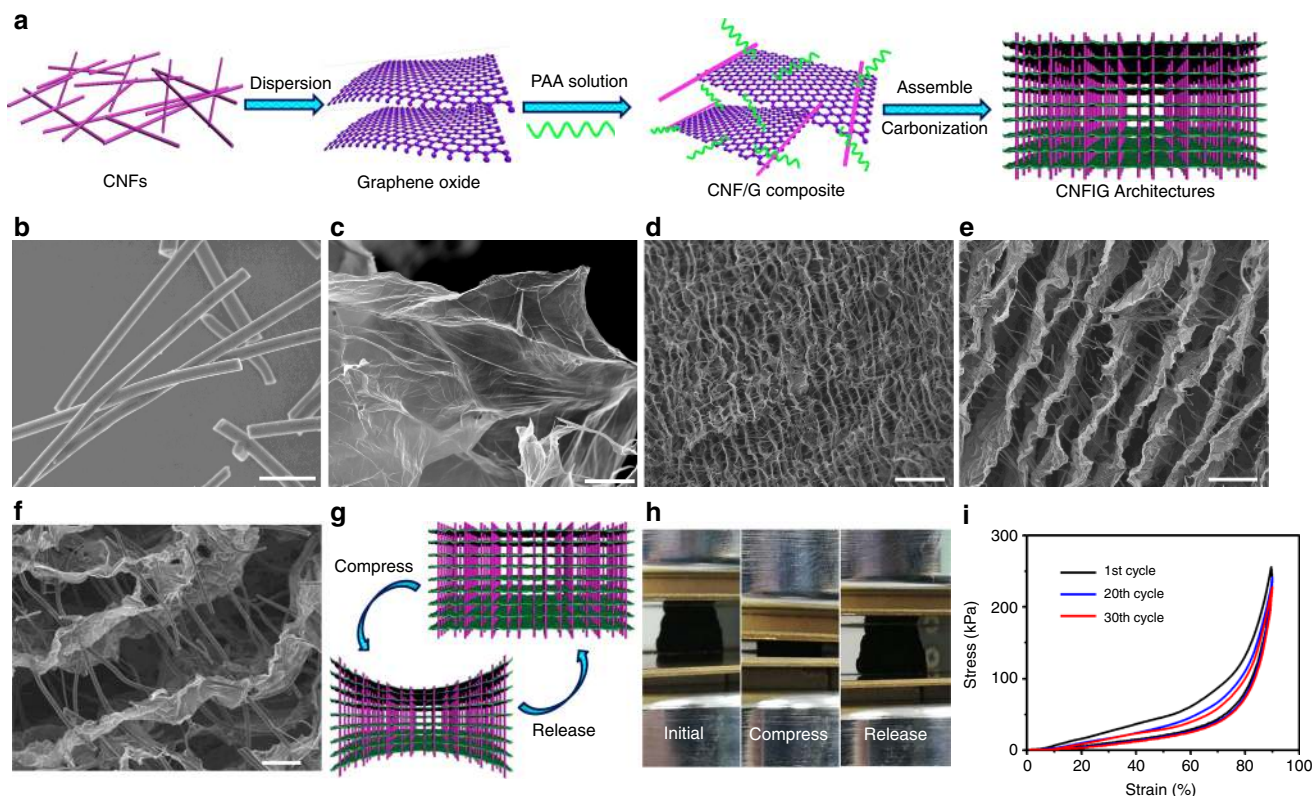 a
Dispersion
PAA solution
Assemble
Carbonization
CNFs
Graphene oxide
CNF/G composite
CNFIG Architectures
b
c
d
e
f
g
Compress
Release
h
Initial
Compress
Release
i
300
200
100
0
Stress (kPa)
1st cycle
20th cycle
30th cycle
0
20
40
60
80
100
Strain (%)